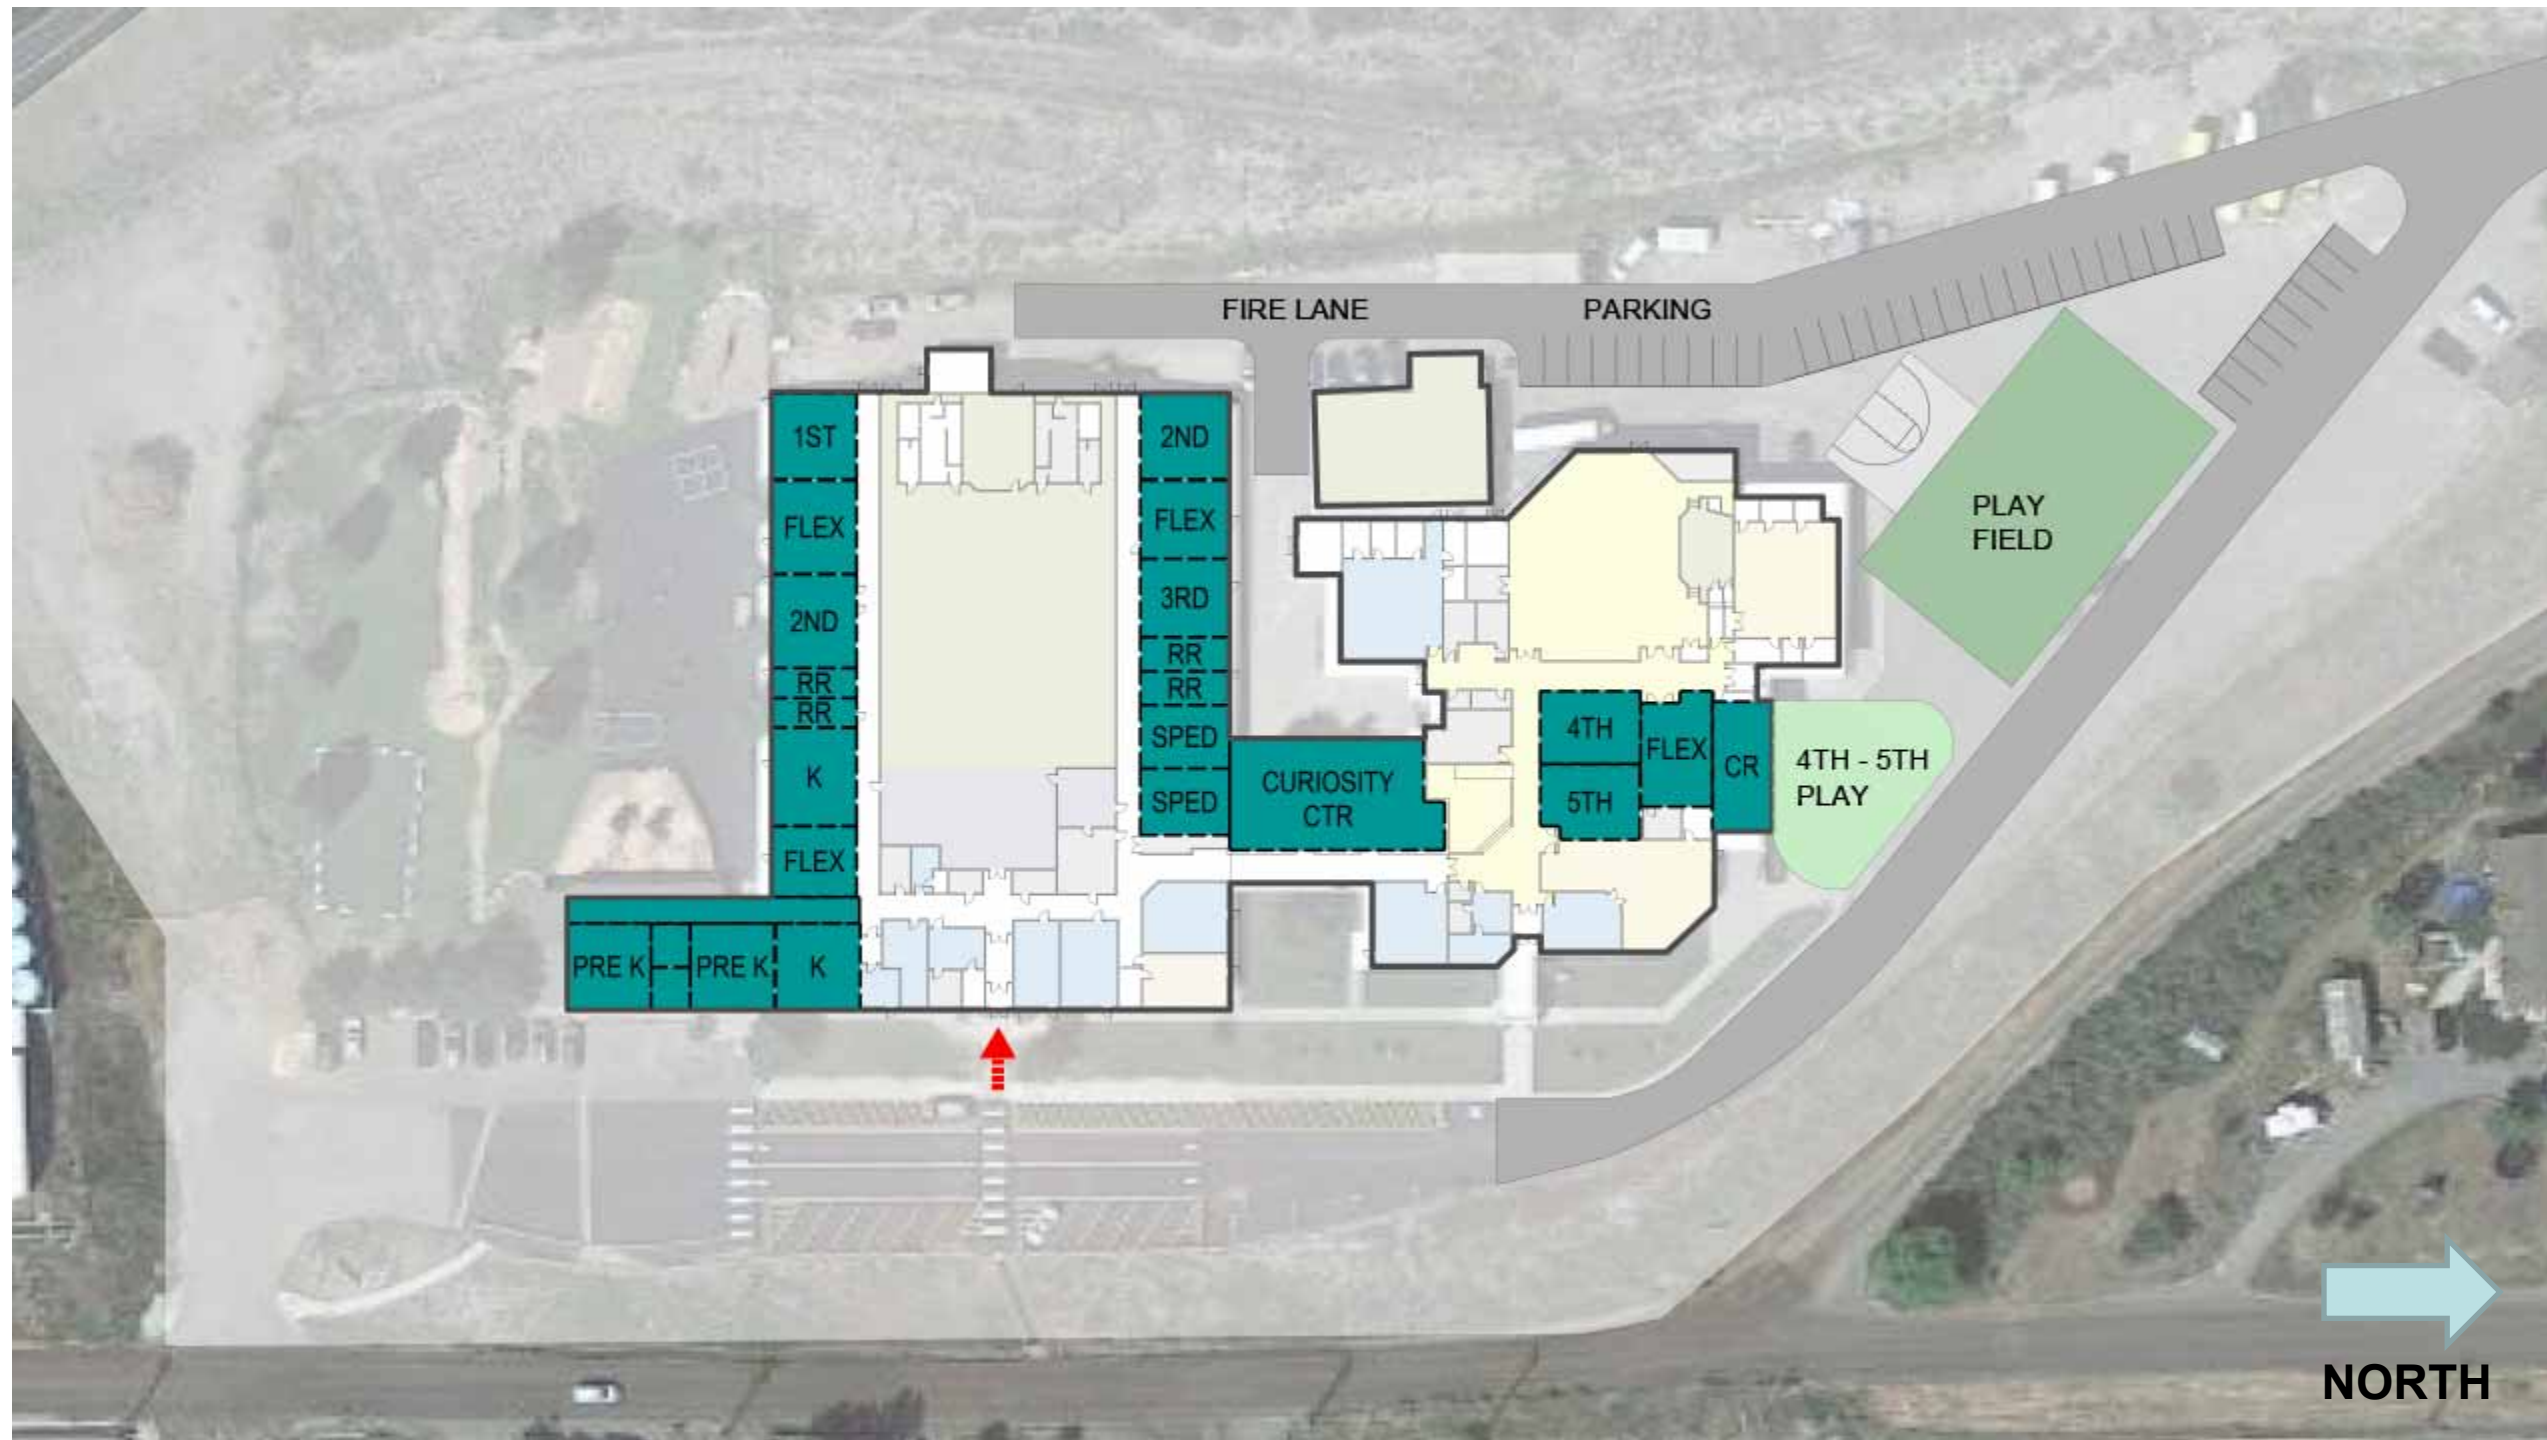 FIRE LANE
PARKING
1ST
2ND
FLEX
FLEX
PLAY
FIELD
2ND
3RD
RR
RR
RR
RR
K
SPED
SPED
CURIOSITY
CTR
4TH
5TH
FLEX
CR
4TH - 5TH
PLAY
FLEX
PRE K
PRE K
K
NORTH